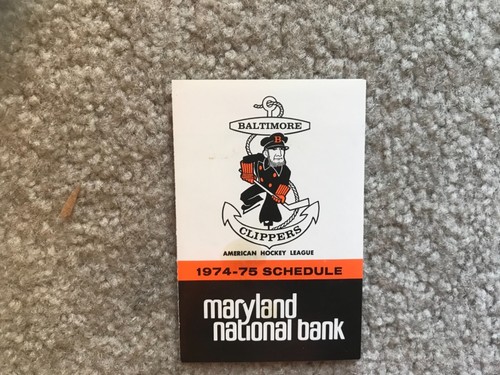 BALTIMORE
B
CLIPPERS
AMERICAN HOCKEY LEAGUE
1974-75 SCHEDULE
maryland
national bank